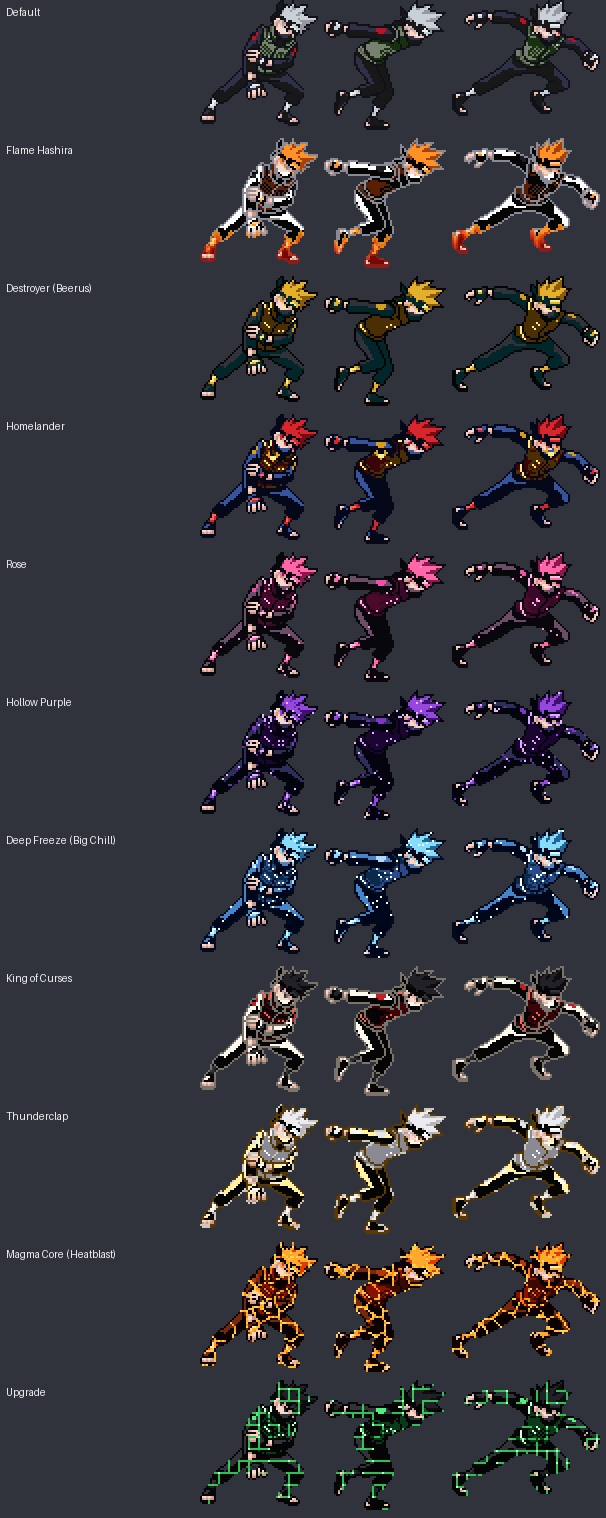 Default
Flame Hashira
Destroyer (Beerus)
Homelander
Rose
Hollow Purple
Deep Freeze (Big Chill)
King of Curses
Thunderclap
Magma Core (Heatblast)
Upgrade